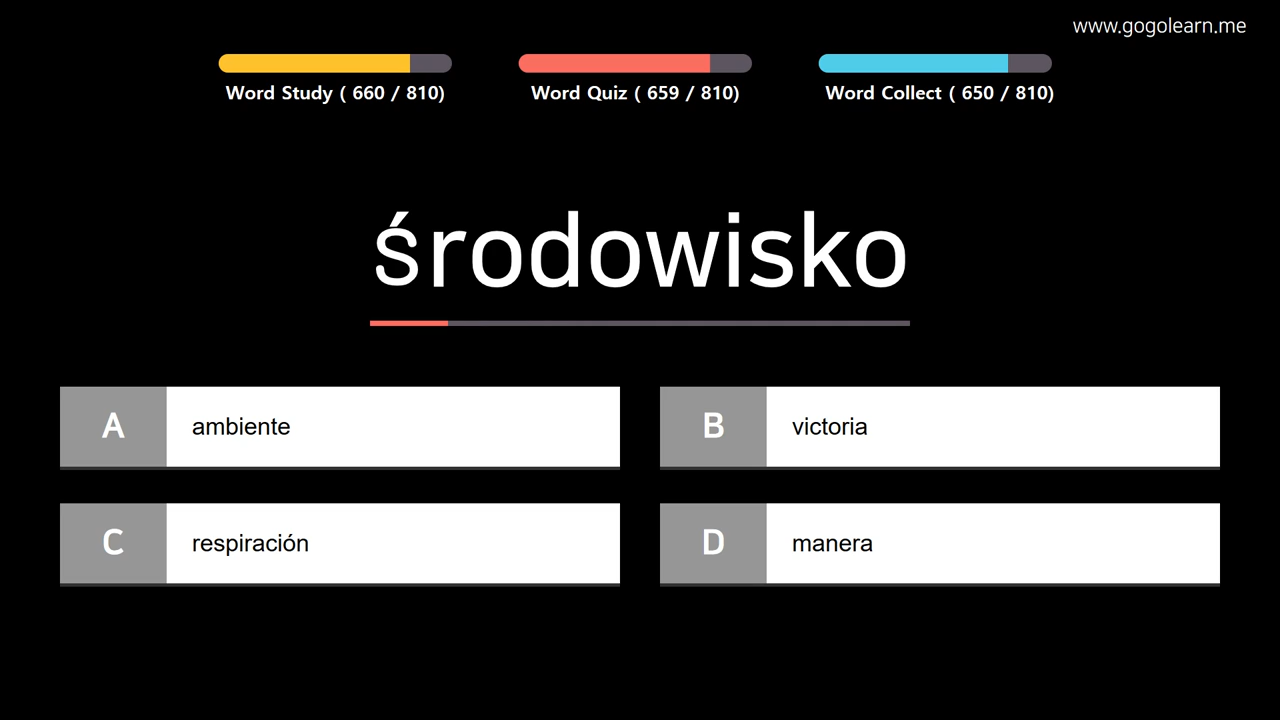 www.gogolearn.me
Word Study ( 660 / 810)
Word Quiz ( 659 / 810)
Word Collect ( 650 / 810)
środowisko
A
ambiente
B
victoria
C
respiración
D
manera